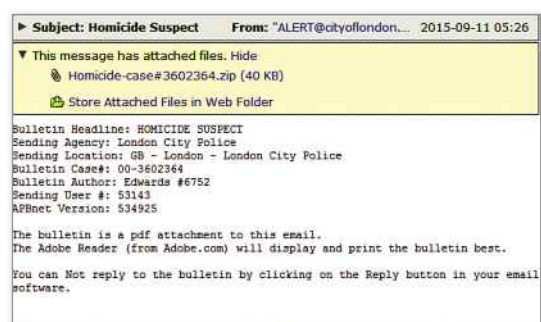 Subject: Homicide Suspect From: "ALERT@cityoflondon.... 2015-09-11 05:26
This message has attached files. Hide
Homicide-case#3602364.zip (40 KB)
Store Attached Files in Web Folder
Bulletin Headline: HOMICIDE SUSPECT
Sending Agency: London City Police
Sending Location: GB - London - London City Police
Bulletin Case#: 00-3602364
Bulletin Author: Edwards #6752
Sending User #: 53143
APBnet Version: 534925
The bulletin is a pdf attachment to this email.
The Adobe Reader (from Adobe.com) will display and print the bulletin best.
You can Not reply to the bulletin by clicking on the Reply button in your email
software.